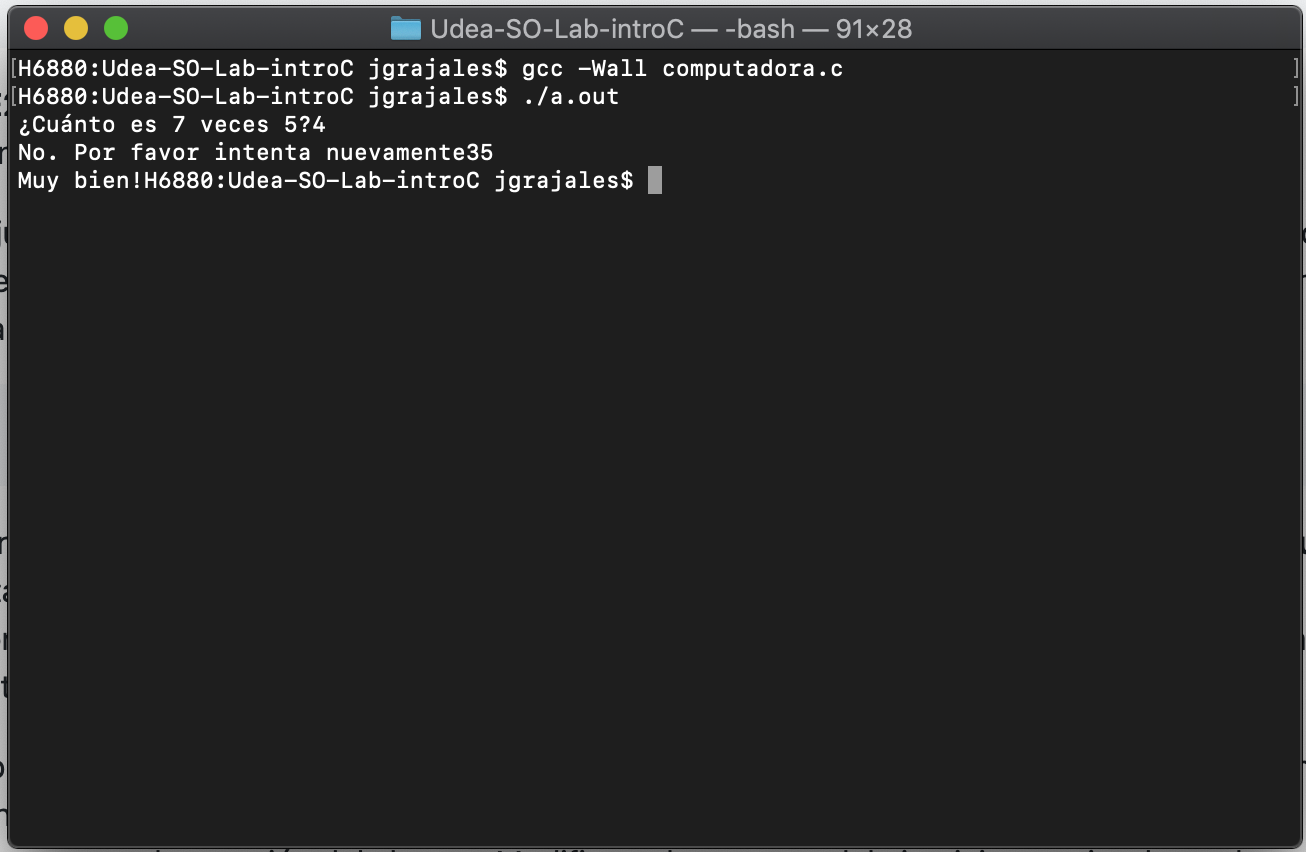 Udea-SO-Lab-introC — -bash — 91×28
[H6880:Udea-SO-Lab-introC jgrajales$ gcc -Wall computadora.c ]
[H6880:Udea-SO-Lab-introC jgrajales$ ./a.out ]
¿Cuánto es 7 veces 5?4
No. Por favor intenta nuevamente35
Muy bien!H6880:Udea-SO-Lab-introC jgrajales$